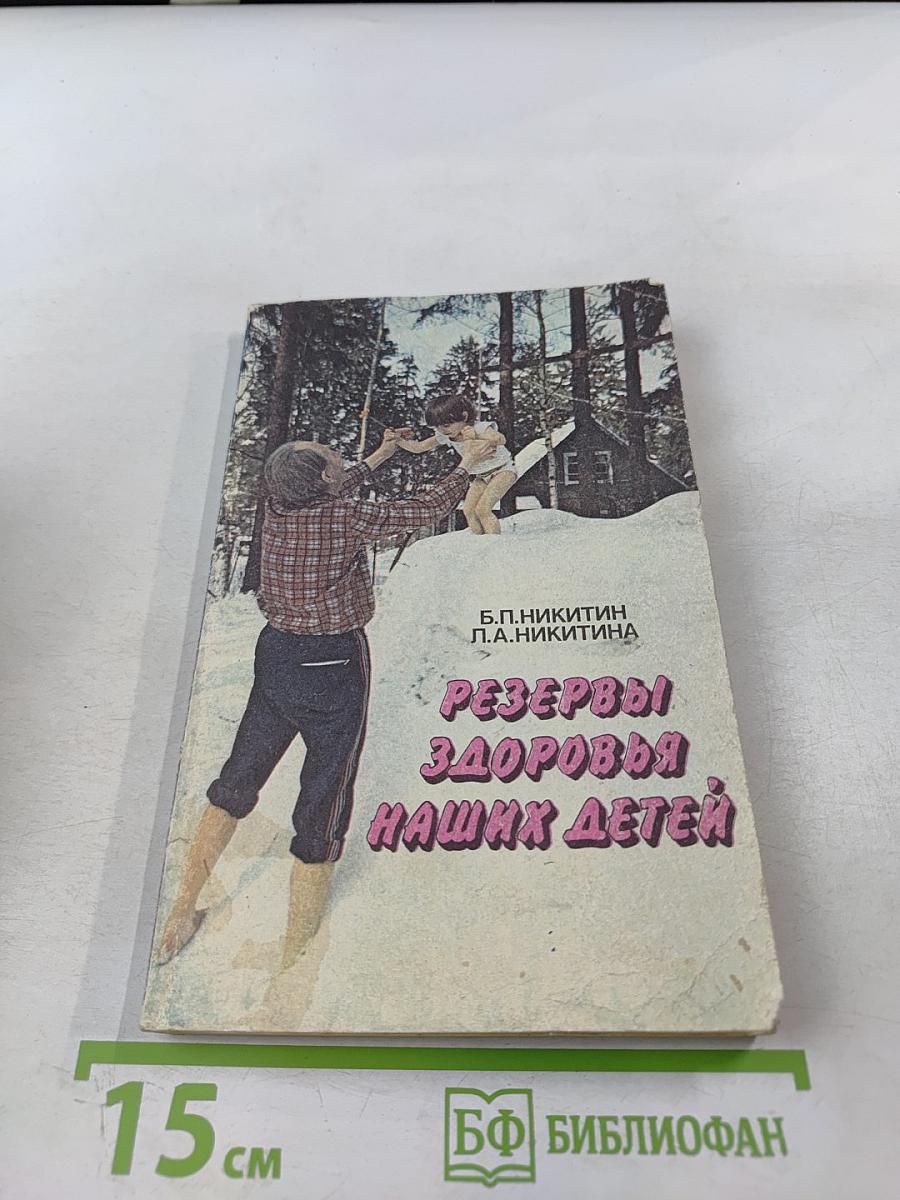 Б.П.НИКИТИН
Л.А.НИКИТИНА
РЕЗЕРВЫ
ЗДОРОВЬЯ
НАШИХ ДЕТЕЙ
15 см
БФ БИБЛИОФАН